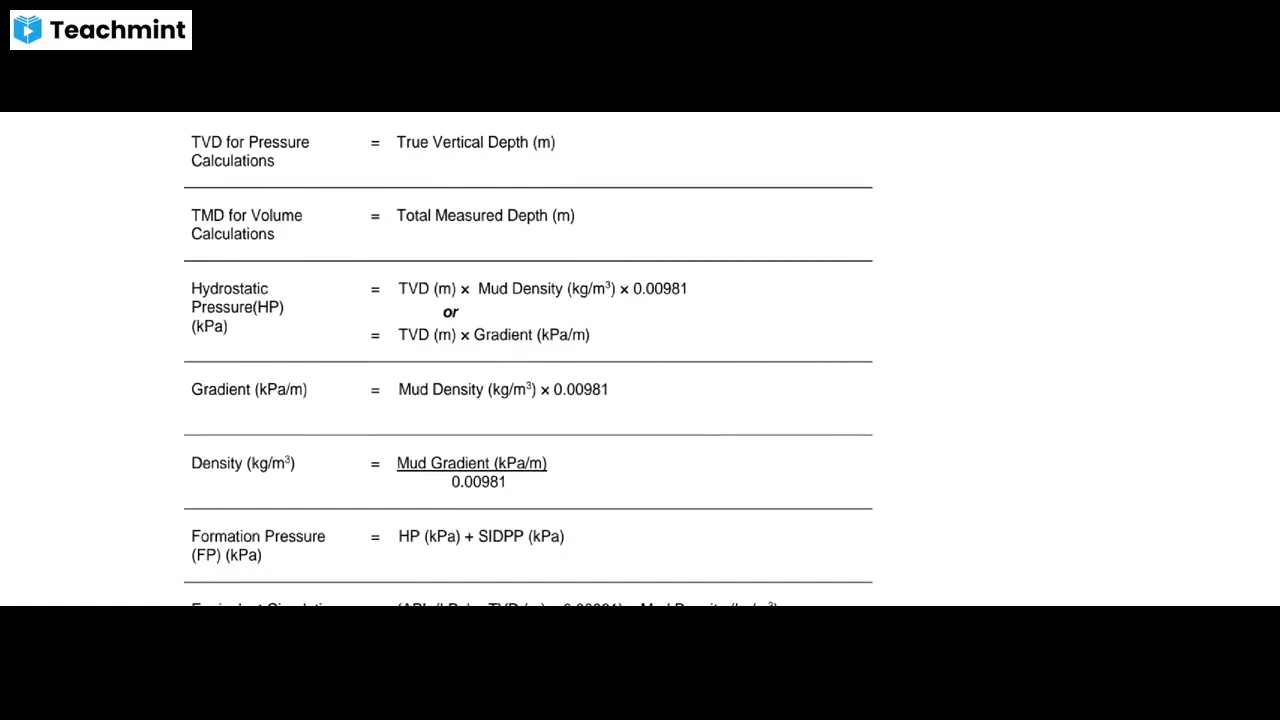 Teachmint
TVD for Pressure = True Vertical Depth (m)
Calculations
TMD for Volume = Total Measured Depth (m)
Calculations
Hydrostatic = TVD (m) × Mud Density (kg/m³) × 0.00981
Pressure(HP) or
(kPa) = TVD (m) × Gradient (kPa/m)
Gradient (kPa/m) = Mud Density (kg/m³) × 0.00981
Density (kg/m³) = Mud Gradient (kPa/m)
0.00981
Formation Pressure = HP (kPa) + SIDPP (kPa)
(FP) (kPa)